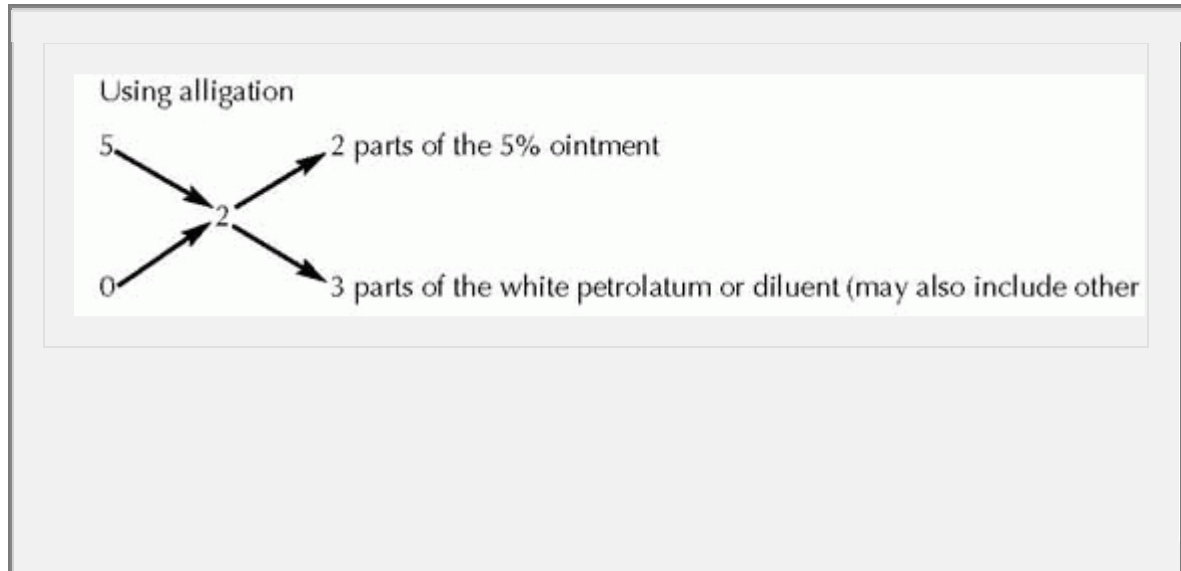 Using alligation
5 2 parts of the 5% ointment
2
0 3 parts of the white petrolatum or diluent (may also include other